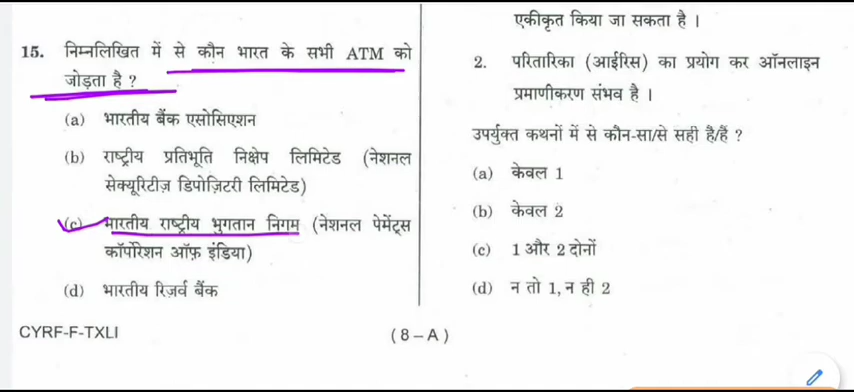 15. निम्नलिखित में से कौन भारत के सभी ATM को
जोड़ता है ?
(a) भारतीय बैंक एसोसिएशन
(b) राष्ट्रीय प्रतिभूति निक्षेप लिमिटेड (नेशनल
सेक्यूरिटीज़ डिपोज़िटरी लिमिटेड)
(c) भारतीय राष्ट्रीय भुगतान निगम (नेशनल पेमेंट्स
कॉर्पोरेशन ऑफ़ इंडिया)
(d) भारतीय रिज़र्व बैंक
एकीकृत किया जा सकता है ।
2. परितारिका (आईरिस) का प्रयोग कर ऑनलाइन
प्रमाणीकरण संभव है ।
उपर्युक्त कथनों में से कौन-सा/से सही है/हैं ?
(a) केवल 1
(b) केवल 2
(c) 1 और 2 दोनों
(d) न तो 1, न ही 2
CYRF-F-TXLI
( 8 – A )